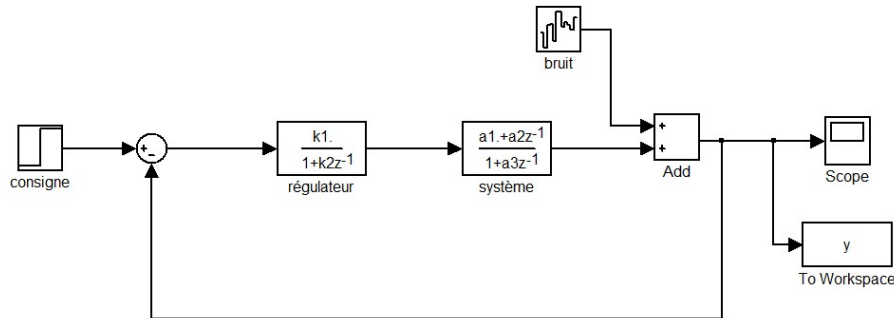 bruit
consigne
+
−
k1.
1+k2z-1
régulateur
a1.+a2z-1
1+a3z-1
système
+
+
Add
Scope
y
To Workspace